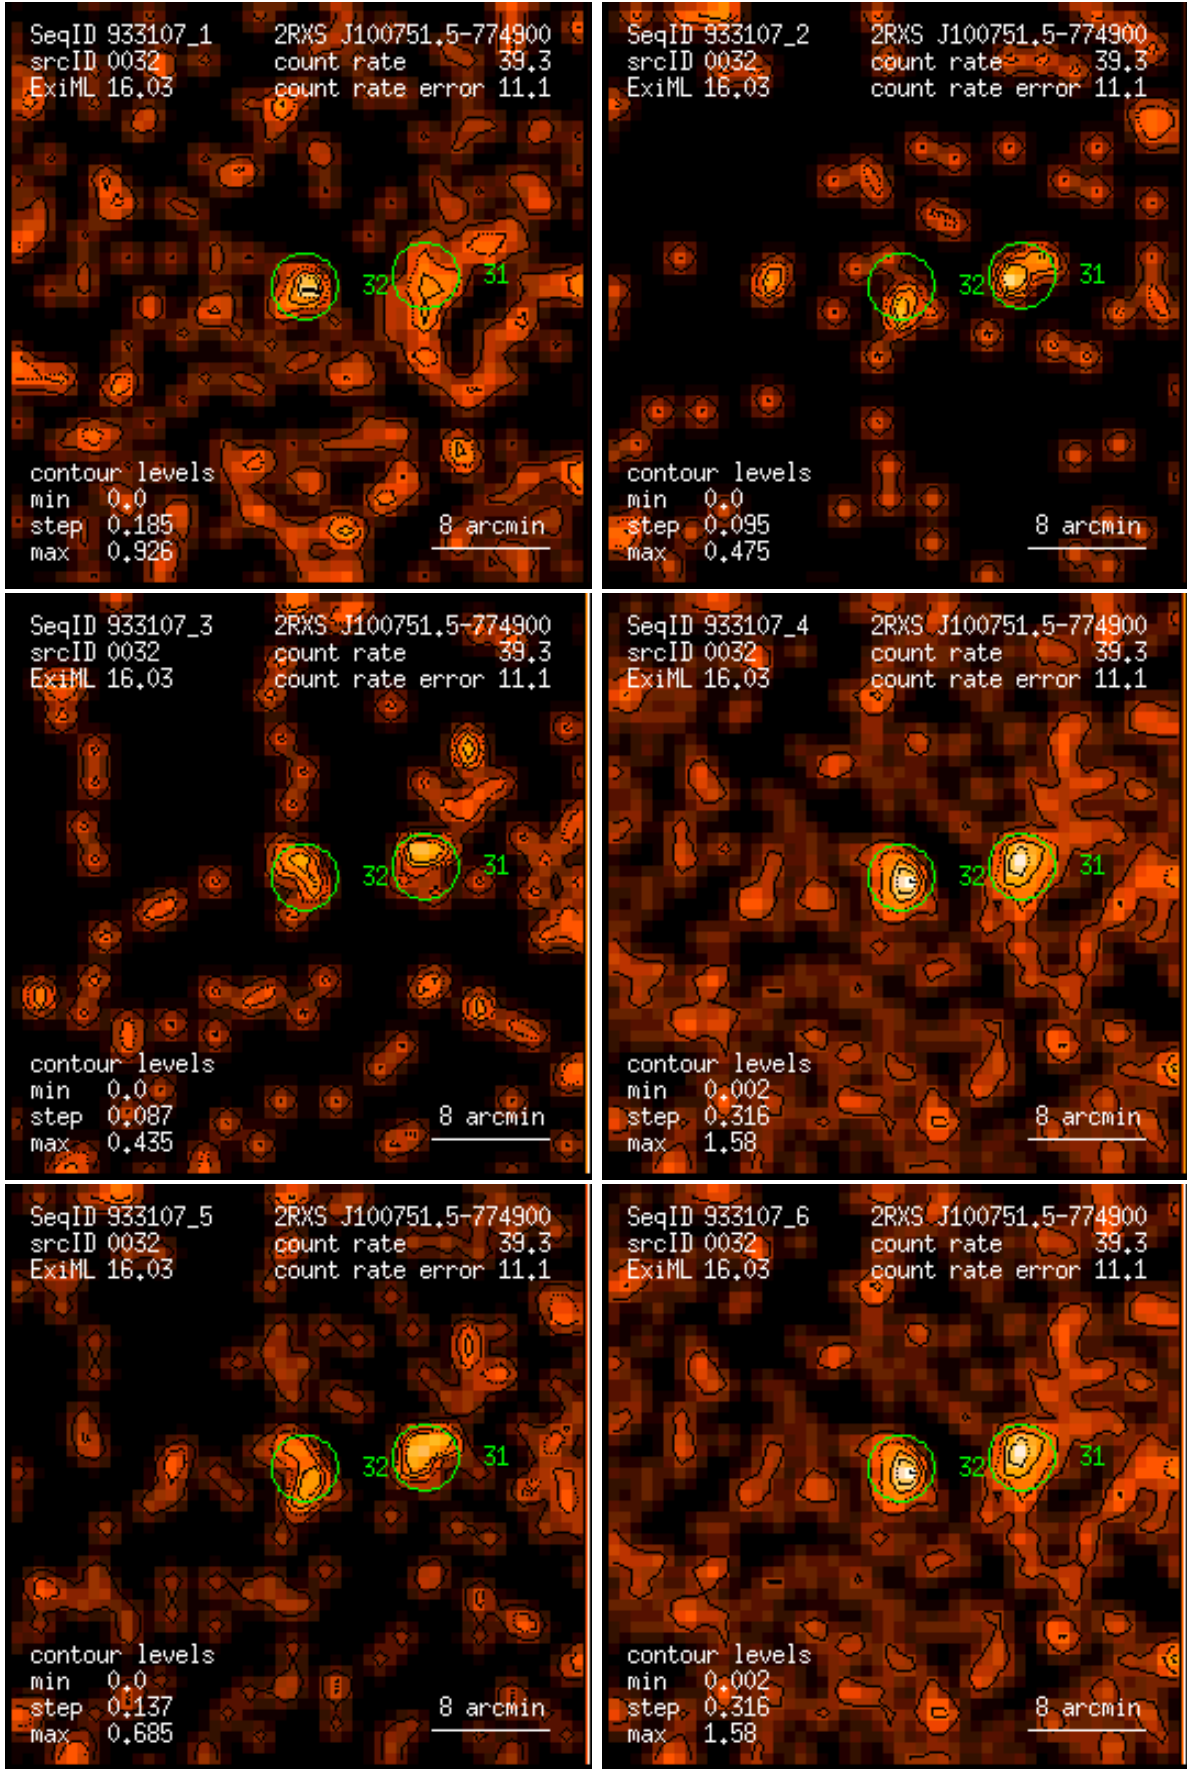 SeqID 933107_1 2RXS J100751.5-774900
srcID 0032 count rate 39.3
ExiML 16.03 count rate error 11.1
32 31
contour levels
min 0.0
step 0.185
max 0.926
8 arcmin
SeqID 933107_2 2RXS J100751.5-774900
srcID 0032 count rate 39.3
ExiML 16.03 count rate error 11.1
32 31
contour levels
min 0.0
step 0.095
max 0.475
8 arcmin
SeqID 933107_3 2RXS J100751.5-774900
srcID 0032 count rate 39.3
ExiML 16.03 count rate error 11.1
32 31
contour levels
min 0.0
step 0.087
max 0.435
8 arcmin
SeqID 933107_4 2RXS J100751.5-774900
srcID 0032 count rate 39.3
ExiML 16.03 count rate error 11.1
32 31
contour levels
min 0.002
step 0.316
max 1.58
8 arcmin
SeqID 933107_5 2RXS J100751.5-774900
srcID 0032 count rate 39.3
ExiML 16.03 count rate error 11.1
32 31
contour levels
min 0.0
step 0.137
max 0.685
8 arcmin
SeqID 933107_6 2RXS J100751.5-774900
srcID 0032 count rate 39.3
ExiML 16.03 count rate error 11.1
32 31
contour levels
min 0.002
step 0.316
max 1.58
8 arcmin